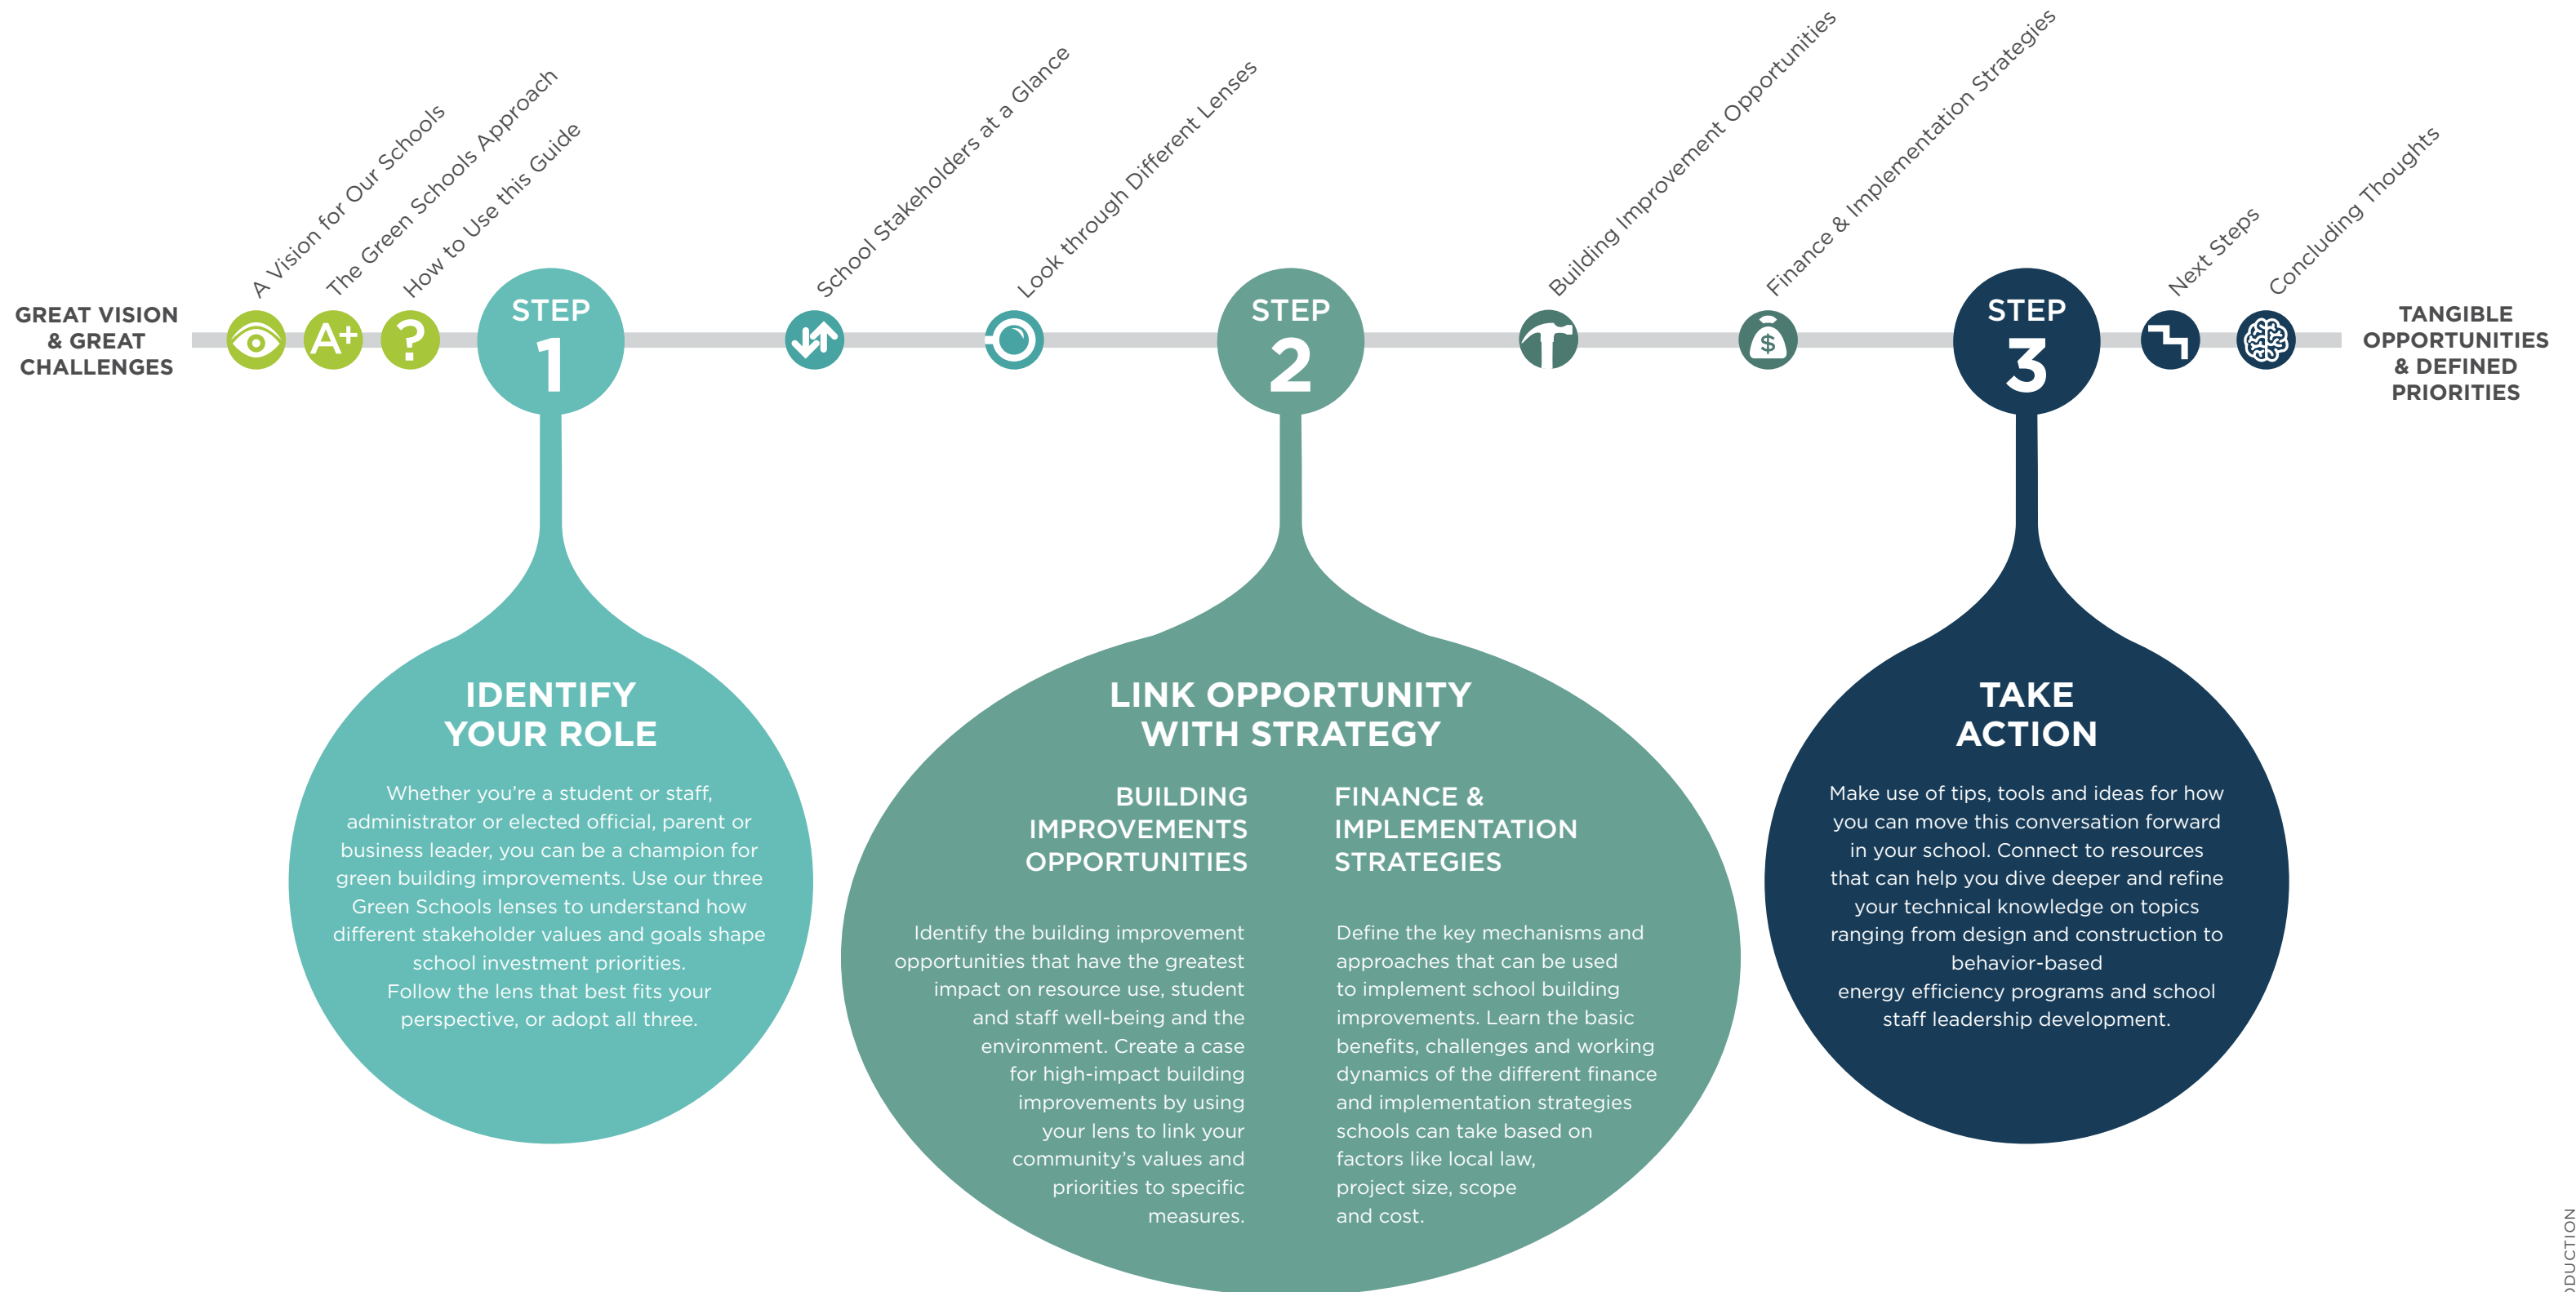 GREAT VISION
& GREAT
CHALLENGES
A Vision for Our Schools
The Green Schools Approach
How to Use this Guide
STEP
1
School Stakeholders at a Glance
Look through Different Lenses
STEP
2
Building Improvement Opportunities
Finance & Implementation Strategies
STEP
3
Next Steps
Concluding Thoughts
TANGIBLE
OPPORTUNITIES
& DEFINED
PRIORITIES
A+
?
$
IDENTIFY
YOUR ROLE
Whether you’re a student or staff,
administrator or elected official, parent or
business leader, you can be a champion for
green building improvements. Use our three
Green Schools lenses to understand how
different stakeholder values and goals shape
school investment priorities.
Follow the lens that best fits your
perspective, or adopt all three.
LINK OPPORTUNITY
WITH STRATEGY
BUILDING
IMPROVEMENTS
OPPORTUNITIES
Identify the building improvement
opportunities that have the greatest
impact on resource use, student
and staff well-being and the
environment. Create a case
for high-impact building
improvements by using
your lens to link your
community’s values and
priorities to specific
measures.
FINANCE &
IMPLEMENTATION
STRATEGIES
Define the key mechanisms and
approaches that can be used
to implement school building
improvements. Learn the basic
benefits, challenges and working
dynamics of the different finance
and implementation strategies
schools can take based on
factors like local law,
project size, scope
and cost.
TAKE
ACTION
Make use of tips, tools and ideas for how
you can move this conversation forward
in your school. Connect to resources
that can help you dive deeper and refine
your technical knowledge on topics
ranging from design and construction to
behavior-based
energy efficiency programs and school
staff leadership development.